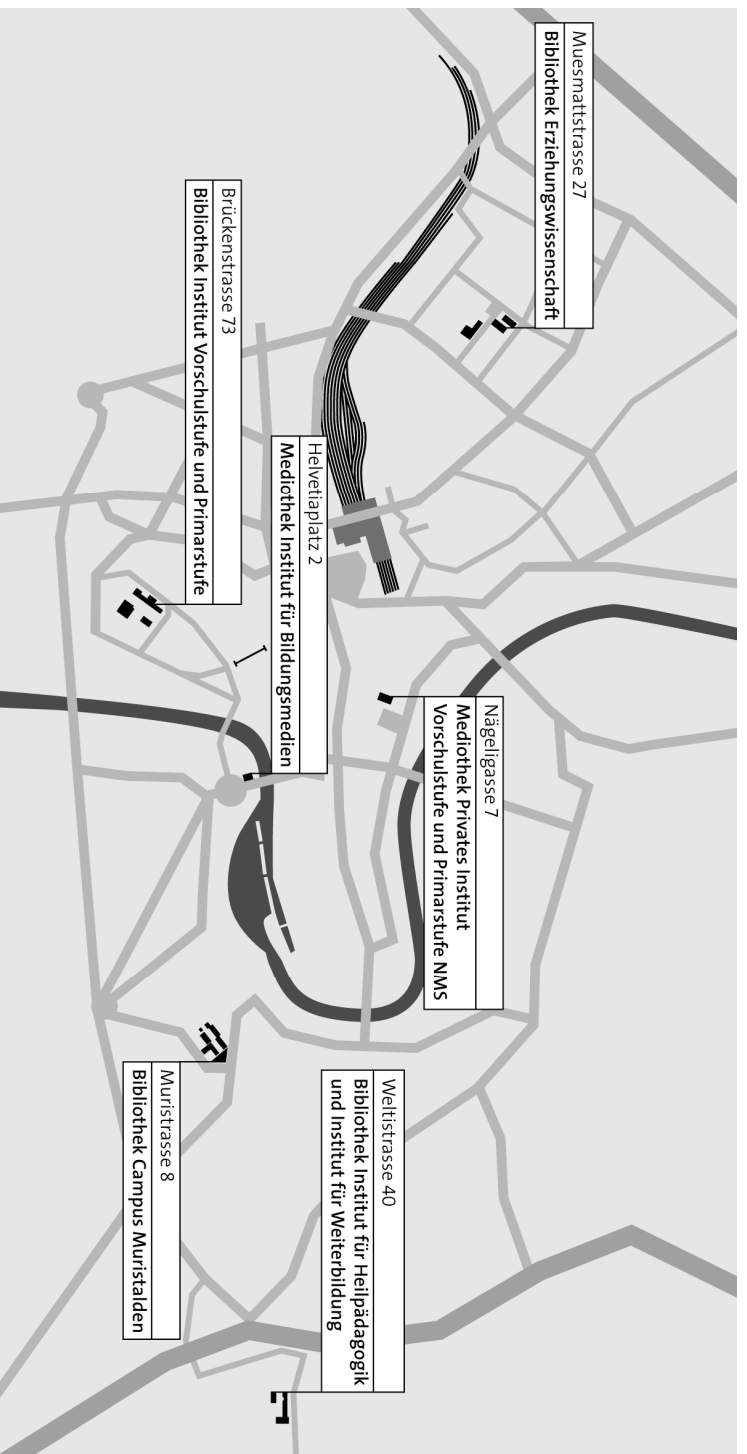 Muesmattstrasse 27
Bibliothek Erziehungswissenschaft
Nägeligasse 7
Mediothek Privates Institut
Vorschulstufe und Primarstufe NMS
Weltistrasse 40
Bibliothek Institut für Heilpädagogik
und Institut für Weiterbildung
Helvetiaplatz 2
Mediothek Institut für Bildungsmedien
Brückenstrasse 73
Bibliothek Institut Vorschulstufe und Primarstufe
Muristrasse 8
Bibliothek Campus Muristalden